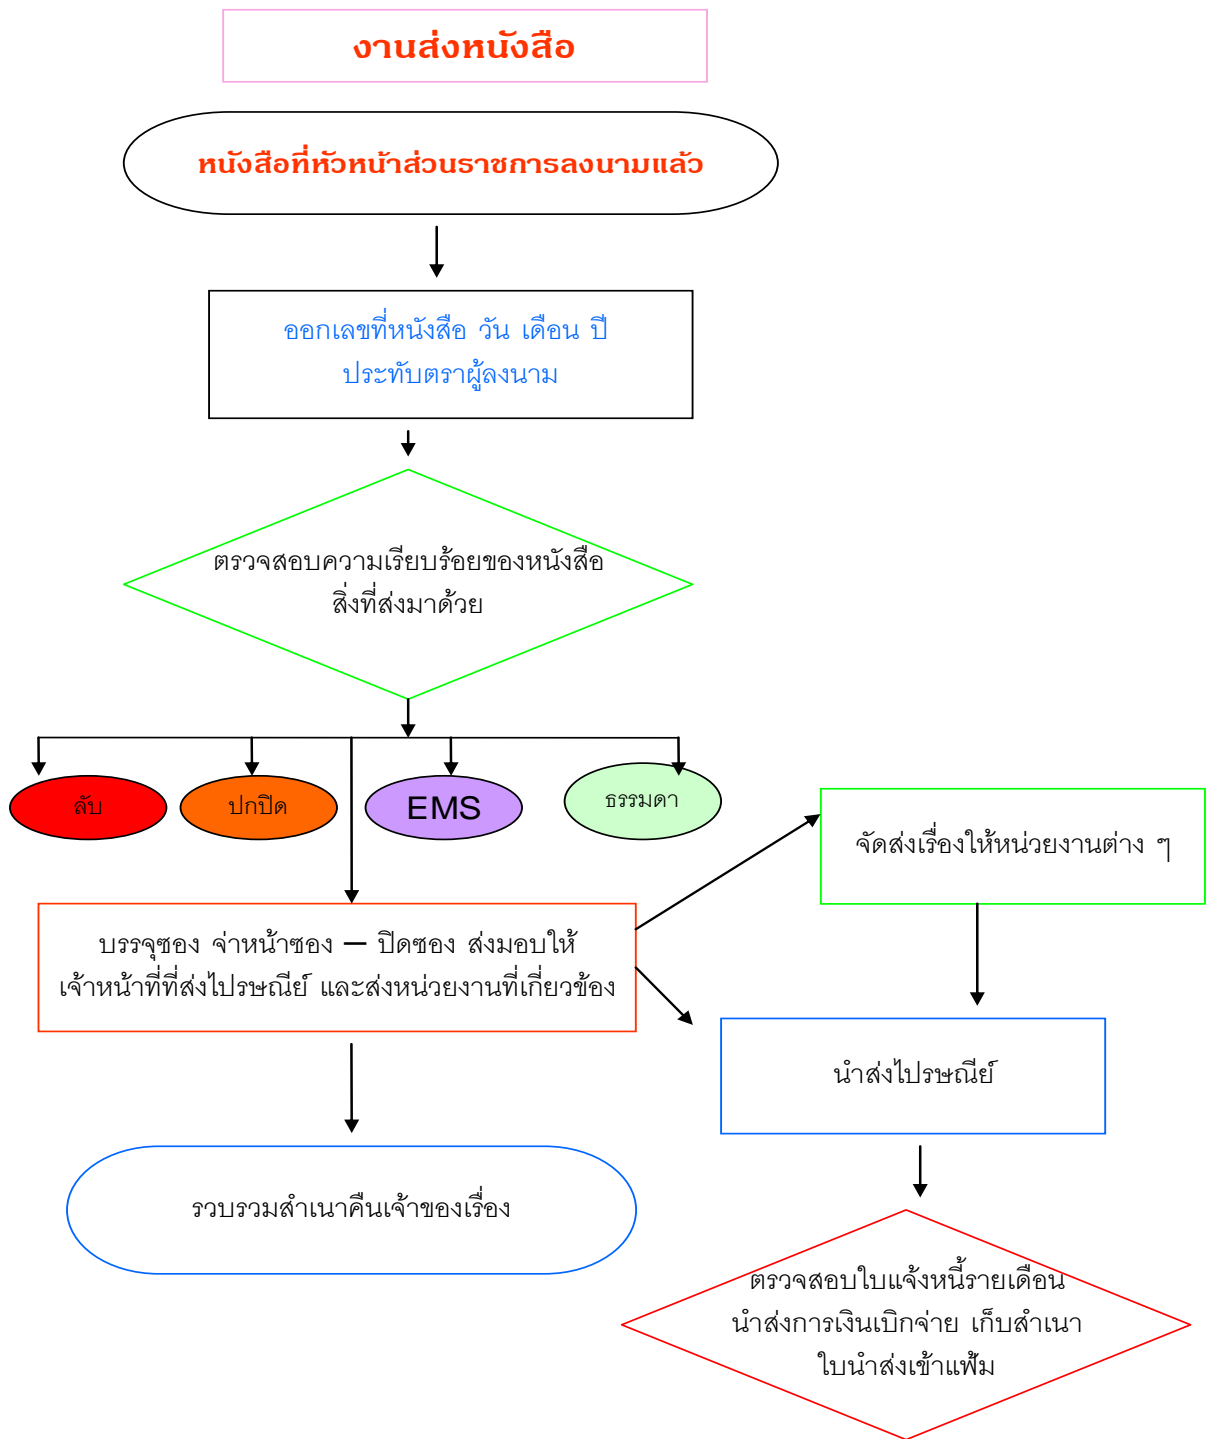 งานส่งหนังสือ
หนังสือที่หัวหน้าส่วนราชการลงนามแล้ว
ออกเลขที่หนังสือ วัน เดือน ปี
ประทับตราผู้ลงนาม
ตรวจสอบความเรียบร้อยของหนังสือ
สิ่งที่ส่งมาด้วย
ลับ
ปกปิด
EMS
ธรรมดา
จัดส่งเรื่องให้หน่วยงานต่าง ๆ
บรรจุซอง จ่าหน้าซอง – ปิดซอง ส่งมอบให้
เจ้าหน้าที่ที่ส่งไปรษณีย์ และส่งหน่วยงานที่เกี่ยวข้อง
นำส่งไปรษณีย์
รวบรวมสำเนาคืนเจ้าของเรื่อง
ตรวจสอบใบแจ้งหนี้รายเดือน
นำส่งการเงินเบิกจ่าย เก็บสำเนา
ใบนำส่งเข้าแฟ้ม